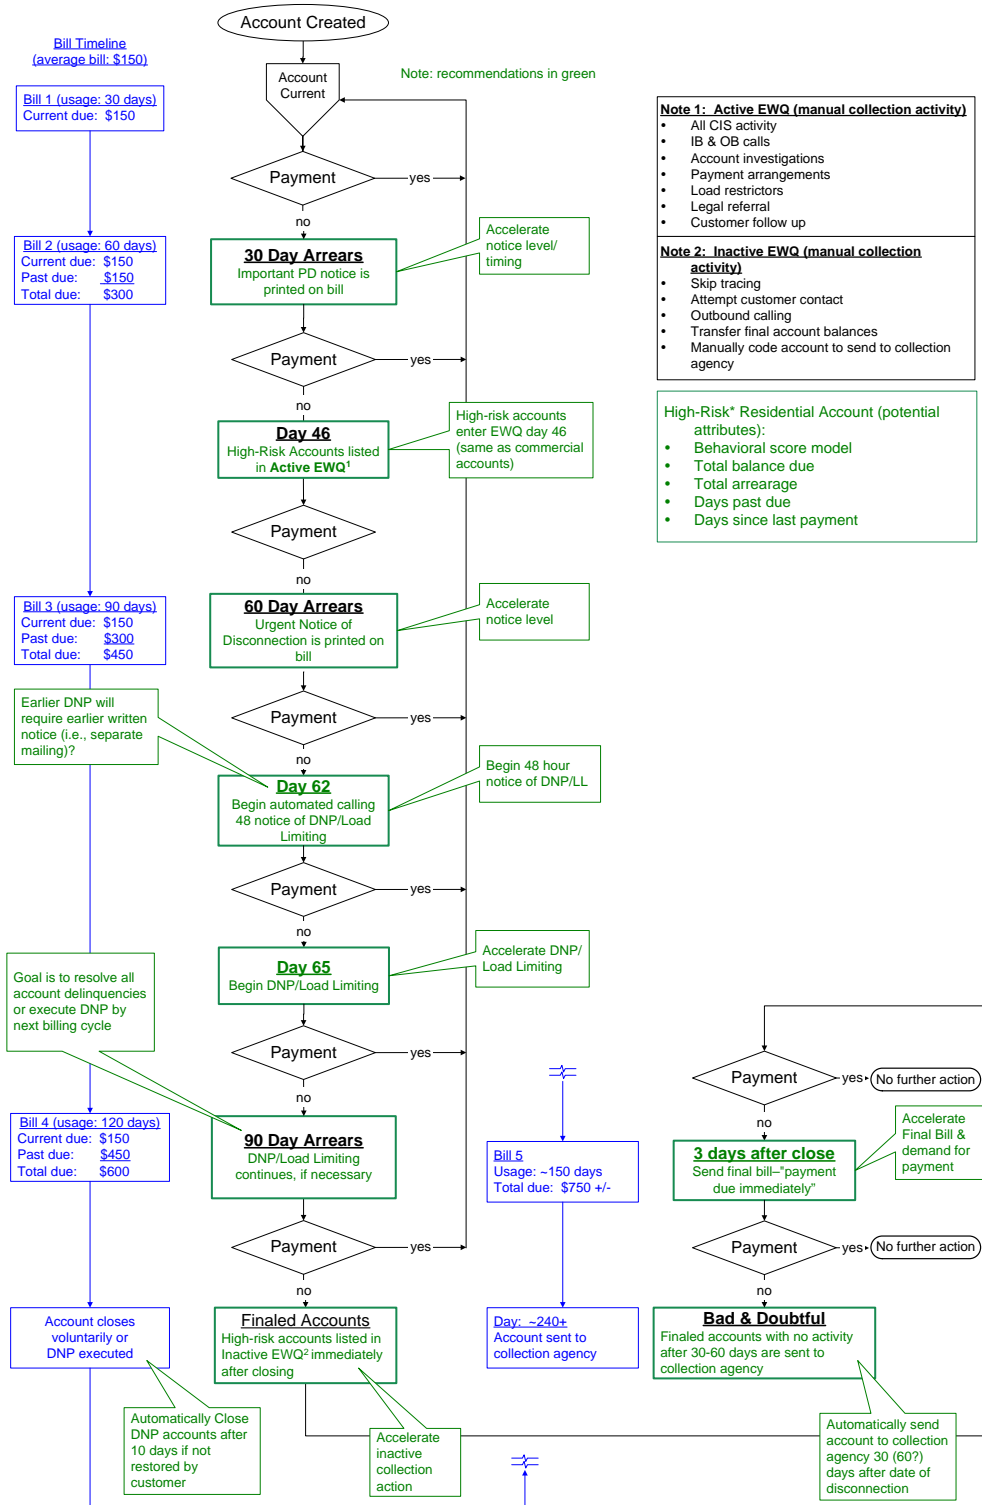 Account Created
Bill Timeline
(average bill: $150)
Note: recommendations in green
Account
Current
Bill 1 (usage: 30 days)
Current due: $150
Note 1: Active EWQ (manual collection activity)
• All CIS activity
• IB & OB calls
• Account investigations
• Payment arrangements
• Load restrictors
• Legal referral
• Customer follow up
Payment
yes
no
Note 2: Inactive EWQ (manual collection
activity)
• Skip tracing
• Attempt customer contact
• Outbound calling
• Transfer final account balances
• Manually code account to send to collection
agency
Bill 2 (usage: 60 days)
Current due: $150
Past due: $150
Total due: $300
30 Day Arrears
Important PD notice is
printed on bill
Accelerate
notice level/
timing
Payment
yes
no
High-Risk* Residential Account (potential
attributes):
• Behavioral score model
• Total balance due
• Total arrearage
• Days past due
• Days since last payment
Day 46
High-Risk Accounts listed
in Active EWQ¹
High-risk accounts
enter EWQ day 46
(same as commercial
accounts)
Payment
no
Bill 3 (usage: 90 days)
Current due: $150
Past due: $300
Total due: $450
60 Day Arrears
Urgent Notice of
Disconnection is printed on
bill
Accelerate
notice level
Payment
yes
no
Earlier DNP will
require earlier written
notice (i.e., separate
mailing)?
Day 62
Begin automated calling
48 notice of DNP/Load
Limiting
Begin 48 hour
notice of DNP/LL
Payment
yes
no
Day 65
Begin DNP/Load Limiting
Accelerate DNP/
Load Limiting
Goal is to resolve all
account delinquencies
or execute DNP by
next billing cycle
Payment
yes
no
Bill 4 (usage: 120 days)
Current due: $150
Past due: $450
Total due: $600
90 Day Arrears
DNP/Load Limiting
continues, if necessary
Bill 5
Usage: ~150 days
Total due: $750 +/-
Payment
yes
No further action
no
3 days after close
Send final bill–"payment
due immediately”
Accelerate
Final Bill &
demand for
payment
Payment
yes
no
Payment
yes
No further action
no
Account closes
voluntarily or
DNP executed
Finaled Accounts
High-risk accounts listed in
Inactive EWQ² immediately
after closing
Day: ~240+
Account sent to
collection agency
Bad & Doubtful
Finaled accounts with no activity
after 30-60 days are sent to
collection agency
Automatically Close
DNP accounts after
10 days if not
restored by
customer
Accelerate
inactive
collection
action
Automatically send
account to collection
agency 30 (60?)
days after date of
disconnection